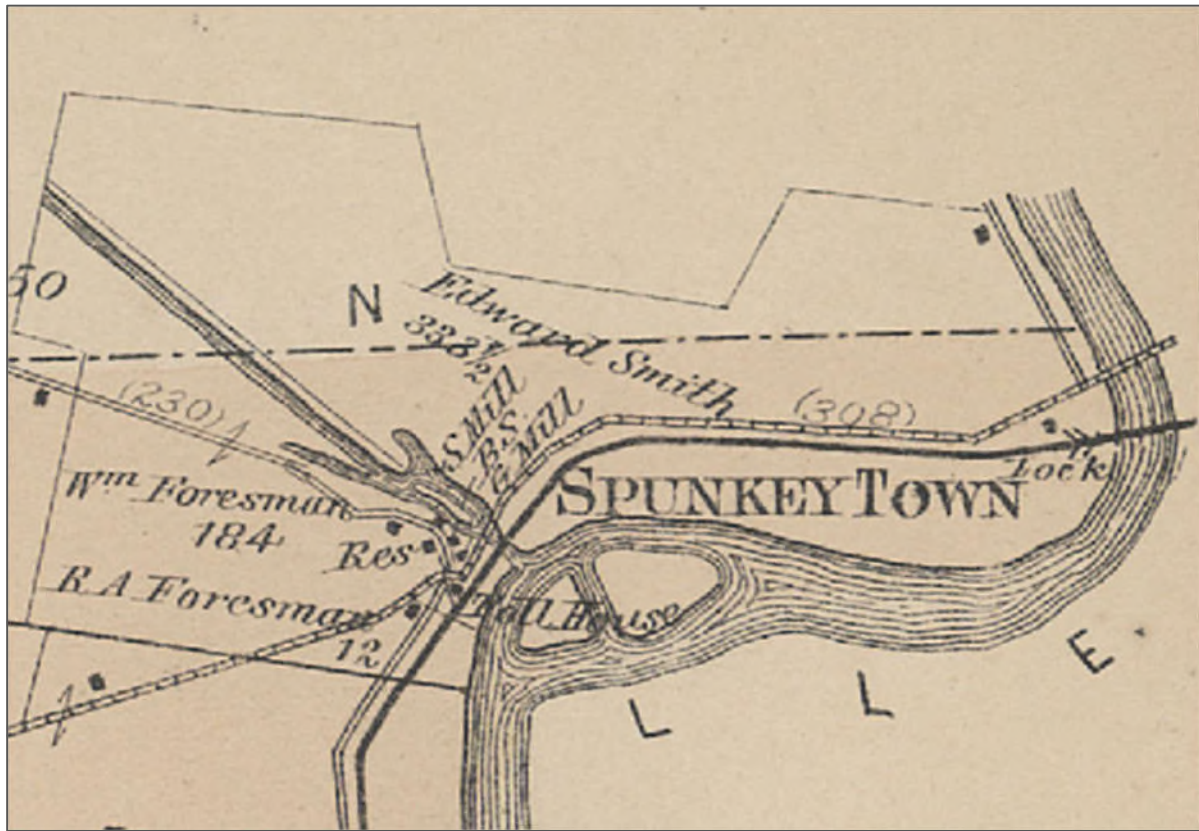 50
N
Edward Smith
338½
S. Mill
B. S.
G. Mill
(230)
(308)
SPUNKEY TOWN
Lock
Wm Foresman
184
Res
R A Foresman
Toll House
12
E
L
L